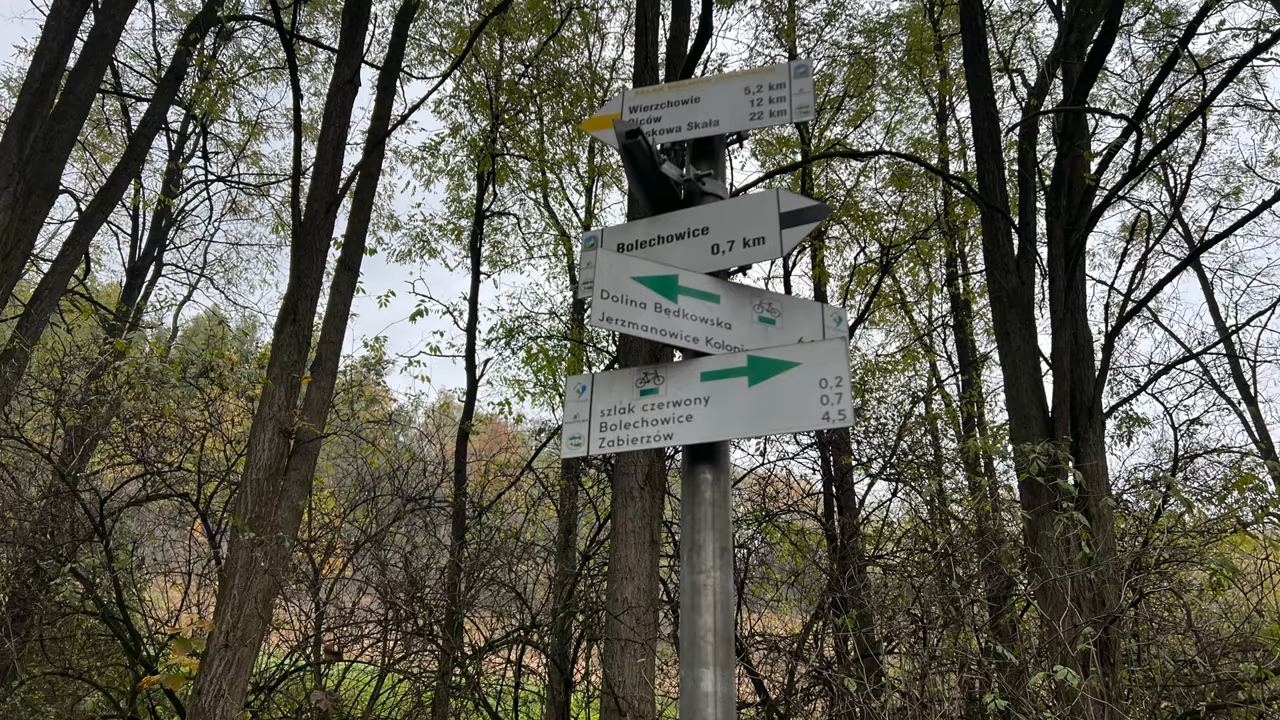 Wierzchowie 5,2 km
12 km
Skała 22 km
Bolechowice
0,7 km
Dolina Będkowska
Jerzmanowice
szlak czerwony 0,2
Bolechowice 0,7
Zabierzów 4,5